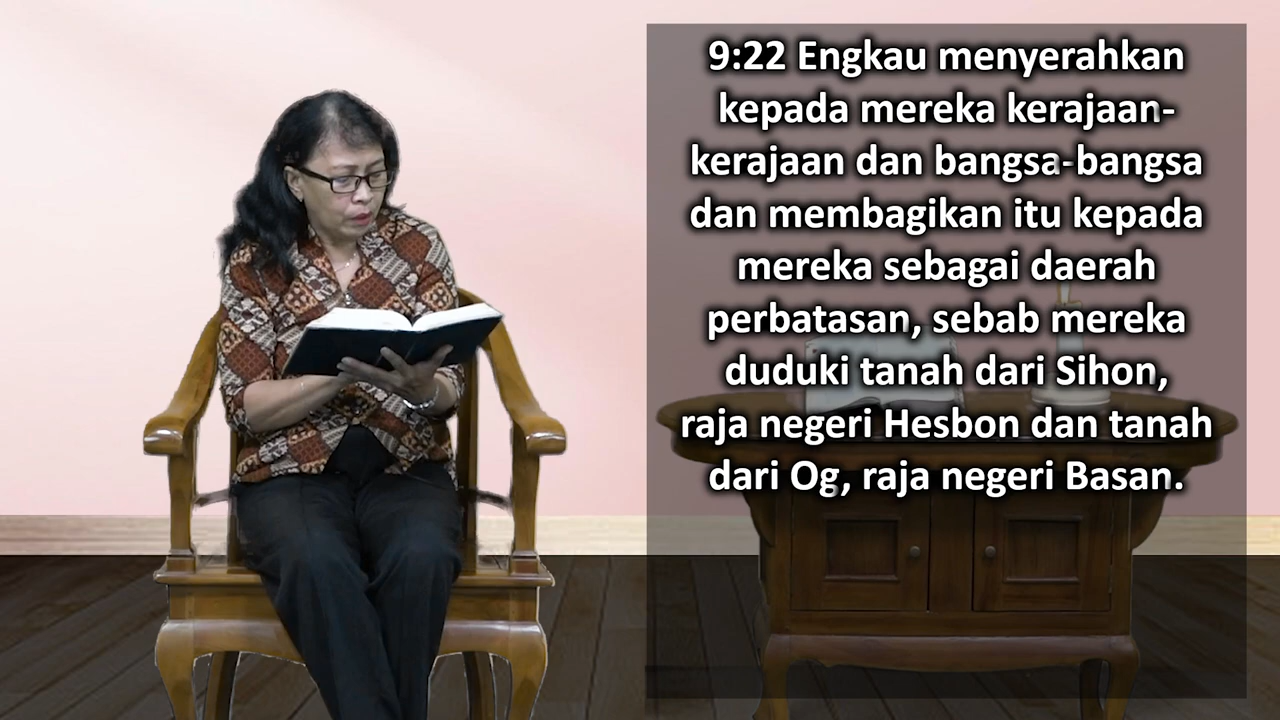 9:22 Engkau menyerahkan
kepada mereka kerajaan-
kerajaan dan bangsa-bangsa
dan membagikan itu kepada
mereka sebagai daerah
perbatasan, sebab mereka
duduki tanah dari Sihon,
raja negeri Hesbon dan tanah
dari Og, raja negeri Basan.